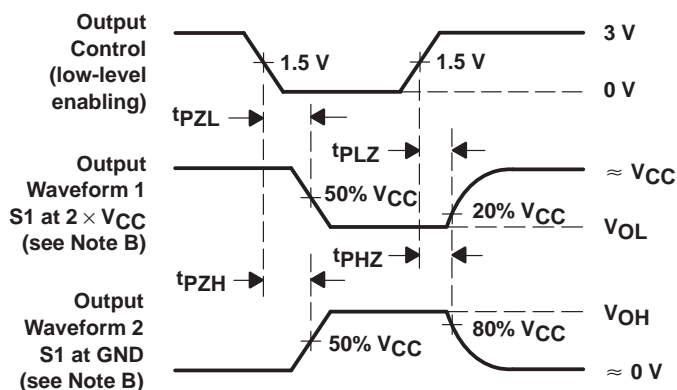 Output
Control
(low-level
enabling)
1.5 V
1.5 V
3 V
0 V
tPZL
tPLZ
Output
Waveform 1
S1 at 2 × VCC
(see Note B)
50% VCC
20% VCC
≈ VCC
VOL
tPZH
tPHZ
Output
Waveform 2
S1 at GND
(see Note B)
50% VCC
80% VCC
VOH
≈ 0 V